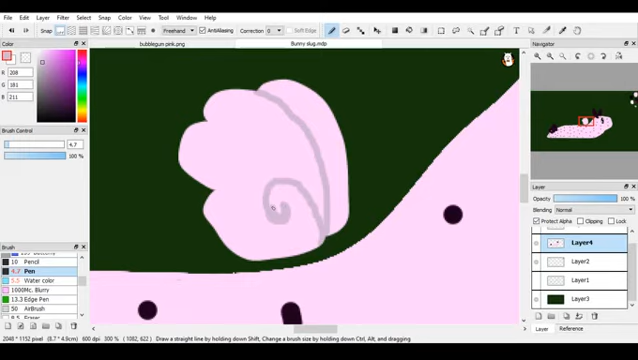 File Edit Layer Filter Select Snap Color View Tool Window Help
Snap Freehand AntiAliasing Correction 0 Soft Edge
bubblegum pink.png Bunny slug.mdp
Color
R 208
G 181
B 211
Brush Control
4.7
100 %
Brush
10 Pencil
4.7 Pen
5.5 Water color
1000 Mc. Blurry
13.3 Edge Pen
50 AirBrush
Navigator
Layer
Opacity 100 %
Blending Normal
Protect Alpha Clipping Lock
Layer4
Layer2
Layer1
Layer3
Layer Reference
2048 * 1152 pixel (8.7 * 4.9cm) 600 dpi 300 % ( 1082, 622 ) Draw a straight line by holding down Shift, Change a brush size by holding down Ctrl, Alt, and dragging